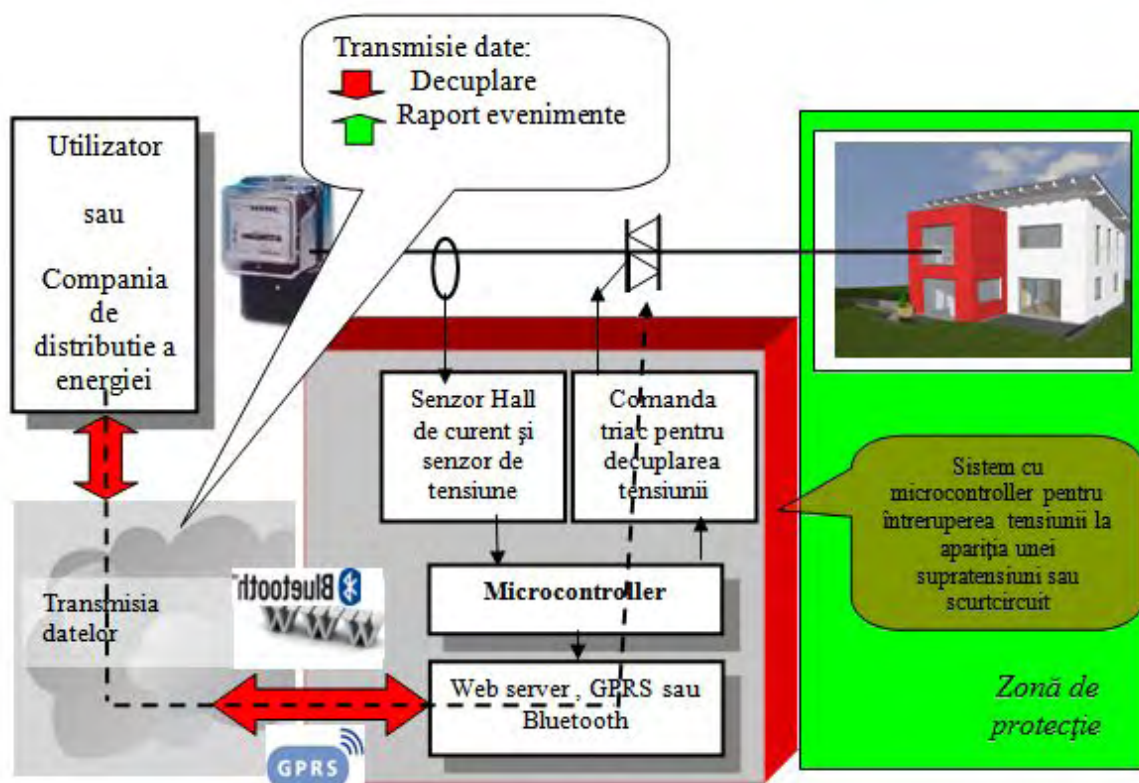 Transmisie date:
Decuplare
Raport evenimente
Utilizator
sau
Compania
de
distributie a
energiei
Senzor Hall
de curent şi
senzor de
tensiune
Comanda
triac pentru
decuplarea
tensiunii
Sistem cu
microcontroller pentru
întreruperea tensiunii la
apariţia unei
supratensiuni sau
scurtcircuit
Microcontroller
Bluetooth™
WWW
Transmisia
datelor
Web server , GPRS sau
Bluetooth
Zonă de
protecţie
GPRS